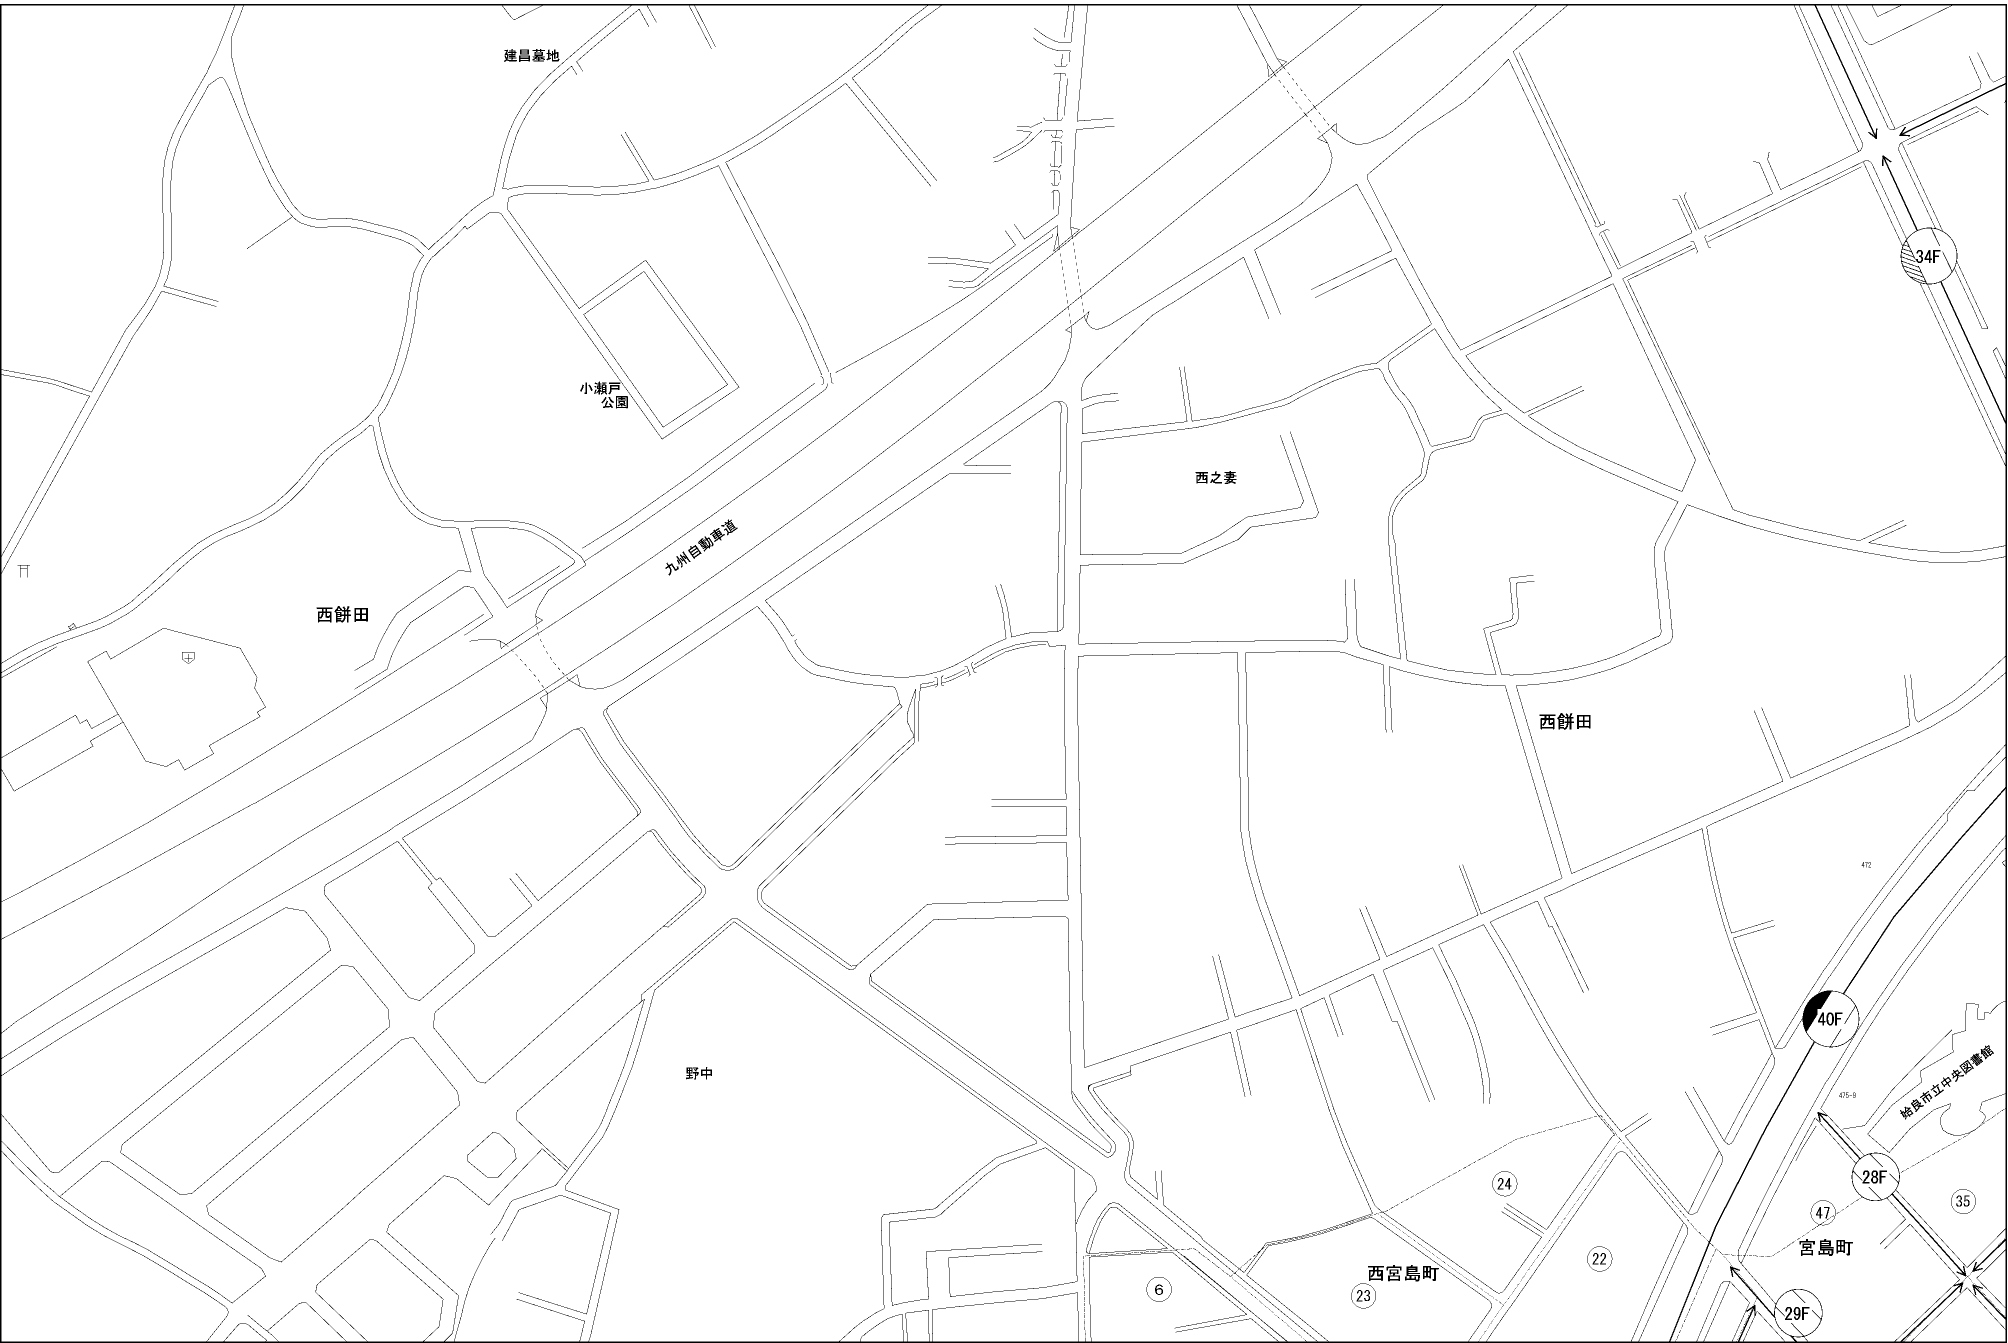 建昌墓地
34F
小瀬戸
公園
西之妻
九州自動車道
西餅田
西餅田
472
40F
姶良市立中央図書館
475-9
野中
28F
24
35
47
宮島町
22
西宮島町
6
23
29F